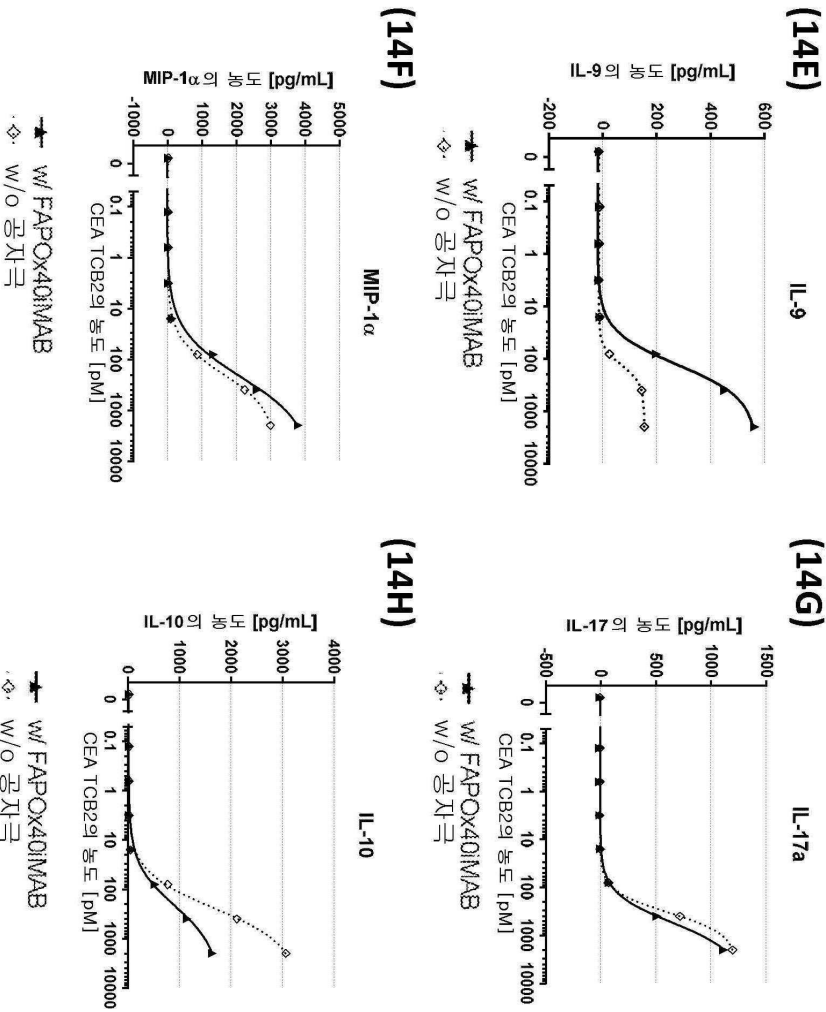 (14E)
IL-9
IL-9의 농도 [pg/mL]
600
400
200
0
-200
0 0.1 1 10 100 1000 10000
CEA TCB2의 농도 [pM]
w/ FAPOx40iMAB
w/o 공자극
(14G)
IL-17a
IL-17의 농도 [pg/mL]
1500
1000
500
0
-500
0 0.1 1 10 100 1000 10000
CEA TCB2의 농도 [pM]
w/ FAPOx40iMAB
w/o 공자극
(14F)
MIP-1α
MIP-1α의 농도 [pg/mL]
5000
4000
3000
2000
1000
0
-1000
0 0.1 1 10 100 1000 10000
CEA TCB2의 농도 [pM]
w/ FAPOx40iMAB
w/o 공자극
(14H)
IL-10
IL-10의 농도 [pg/mL]
4000
3000
2000
1000
0
0 0.1 1 10 100 1000 10000
CEA TCB2의 농도 [pM]
w/ FAPOx40iMAB
w/o 공자극